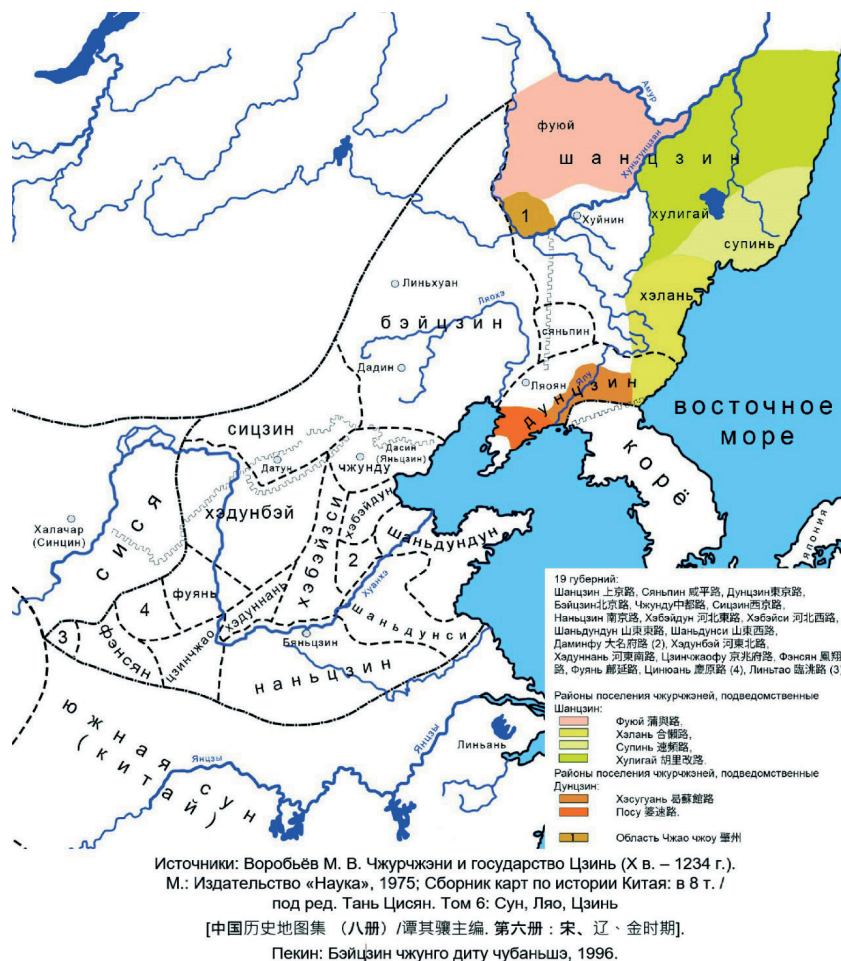 Амур
фуюй
шанцзин
Хуньтунцзян
1
Хуйнин
хулигай
супинь
Линьхуан
хэлань
Ляохэ
бэйцзин
сяньпин
Дадин
Ляоян
Ялу
дунцзин
восточное
море
сицзин
Датун
чжунду
Дасин
(Яньцзин)
корё
Халачар
(Синцин)
сися
хэдунбэй
хэбэйзси
хэбэйдун
шаньдундун
япония
2
Хуанхэ
фуянь
4
хэдуннань
3
фэнсян
цзинчжао
Бяньцзин
шаньдунси
наньцзин
южная сун
(китай)
Янцзы
Янцзы
Линьань
19 губерний:
Шанцзин 上京路, Сяньпин 咸平路, Дунцзин東京路,
Бэйцзин北京路, Чжунду中都路, Сицзин西京路,
Наньцзин 南京路, Хэбэйдун 河北東路, Хэбэйси 河北西路,
Шаньдундун 山東東路, Шаньдунси 山東西路,
Даминфу 大名府路 (2), Хэдунбэй 河東北路,
Хэдуннань 河東南路, Цзинчжаофу 京兆府路, Фэнсян 鳳翔
路, Фуянь 鄜延路, Цинюань 慶原路 (4), Линьтао 臨洮路 (3)
Районы поселения чжурчжэней, подведомственные
Шанцзин:
Фуюй 蒲與路,
Хэлань 合懶路,
Супинь 速頻路,
Хулигай 胡里改路.
Районы поселения чжурчжэней, подведомственные
Дунцзин:
Хэсугуань 曷蘇館路
Посу 婆速路.
Область Чжао чжоу 肇州
Источники: Воробьёв М. В. Чжурчжэни и государство Цзинь (X в. – 1234 г.).
М.: Издательство «Наука», 1975; Сборник карт по истории Китая: в 8 т. /
под ред. Тань Цисян. Том 6: Сун, Ляо, Цзинь
[中国历史地图集 （八册）/谭其骧主编. 第六册：宋、辽、金时期].
Пекин: Бэйцзин чжунго диту чубаньшэ, 1996.